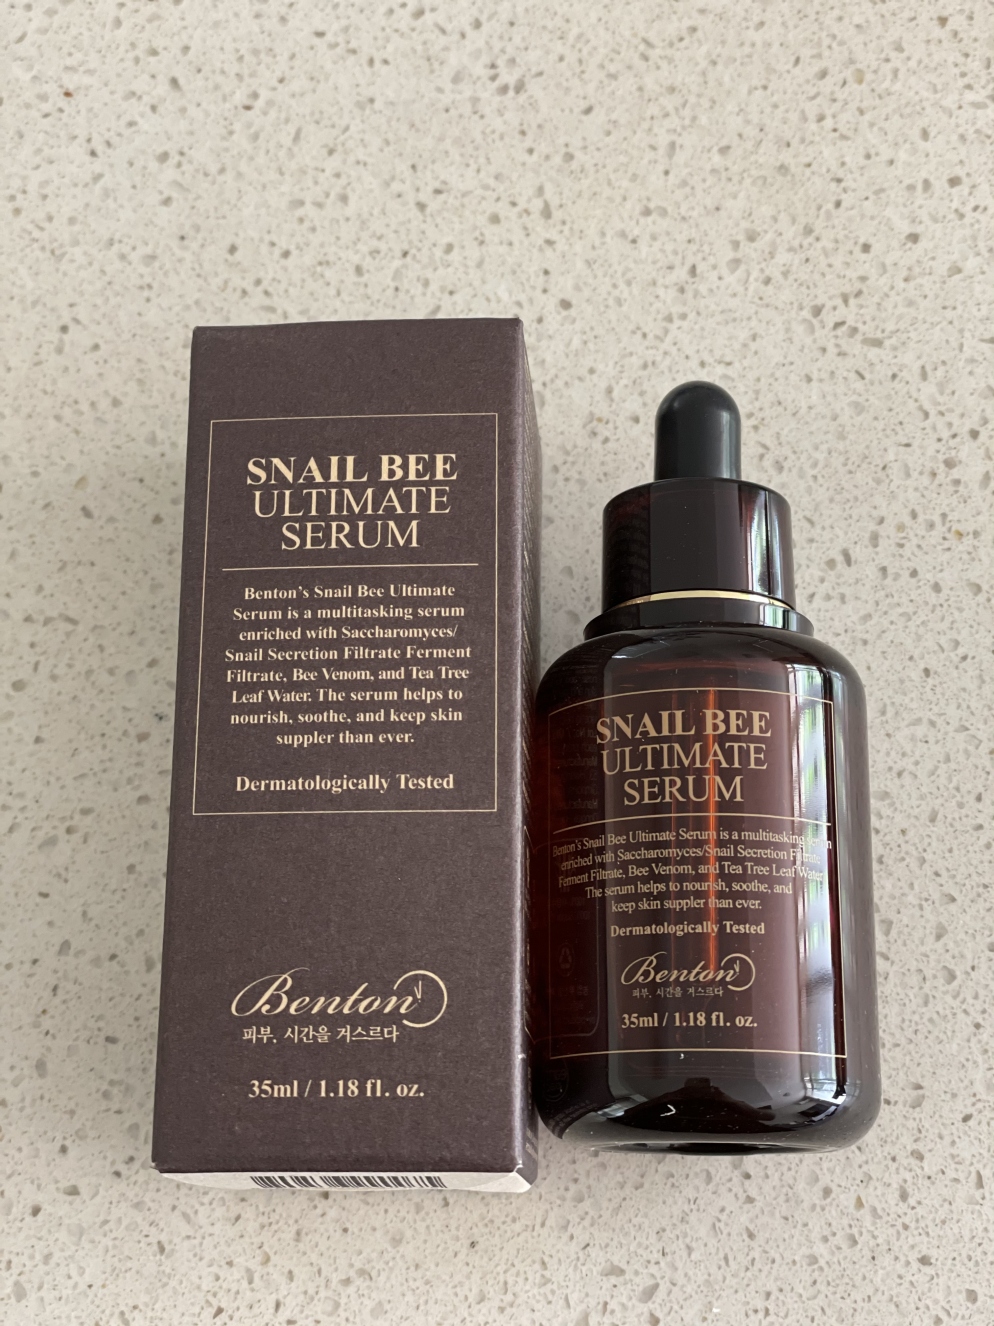 SNAIL BEE
ULTIMATE
SERUM
Benton's Snail Bee Ultimate
Serum is a multitasking serum
enriched with Saccharomyces/
Snail Secretion Filtrate Ferment
Filtrate, Bee Venom, and Tea Tree
Leaf Water. The serum helps to
nourish, soothe, and keep skin
suppler than ever.
Dermatologically Tested
Benton
피부, 시간을 거스르다
35ml / 1.18 fl. oz.
SNAIL BEE
ULTIMATE
SERUM
Benton's Snail Bee Ultimate Serum is a multitasking serum
enriched with Saccharomyces/Snail Secretion Filtrate
Ferment Filtrate, Bee Venom, and Tea Tree Leaf Water.
The serum helps to nourish, soothe, and
keep skin suppler than ever.
Dermatologically Tested
Benton
피부, 시간을 거스르다
35ml / 1.18 fl. oz.